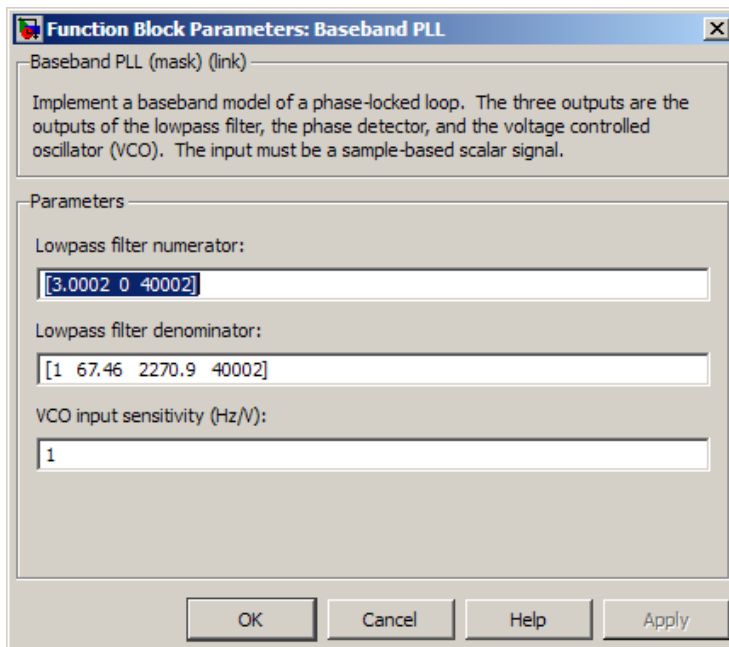 Function Block Parameters: Baseband PLL
Baseband PLL (mask) (link)
Implement a baseband model of a phase-locked loop.  The three outputs are the
outputs of the lowpass filter, the phase detector, and the voltage controlled
oscillator (VCO).  The input must be a sample-based scalar signal.
Parameters
Lowpass filter numerator:
[3.0002  0  40002]
Lowpass filter denominator:
[1   67.46   2270.9   40002]
VCO input sensitivity (Hz/V):
1
OK Cancel Help Apply